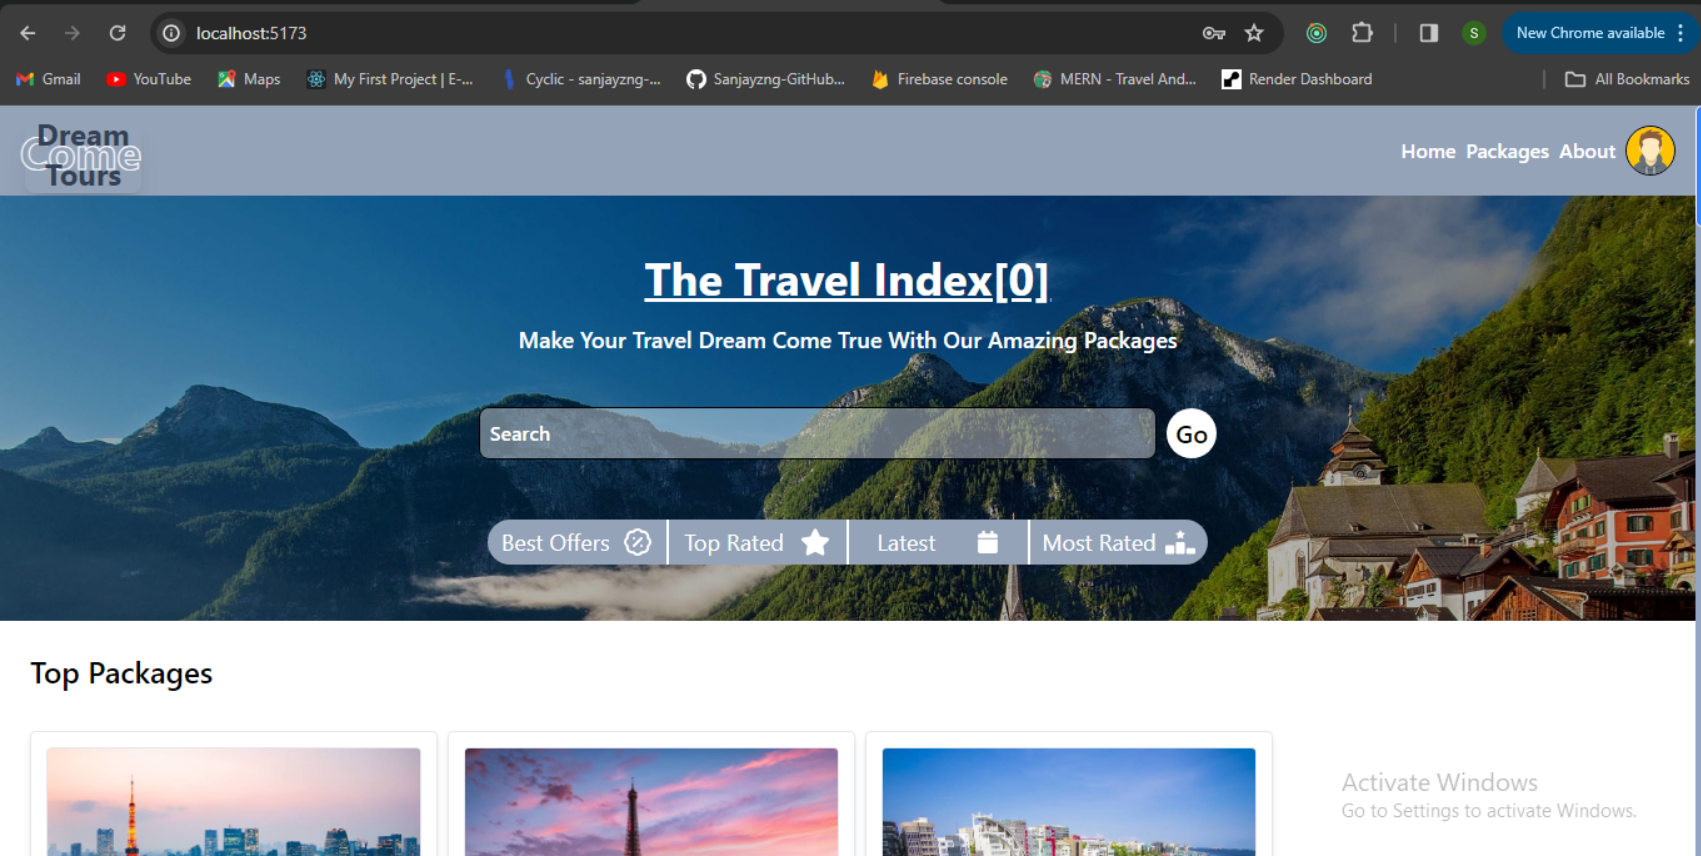 localhost:5173
S
New Chrome available
Gmail
YouTube
Maps
My First Project | E-...
Cyclic - sanjayzng-...
Sanjayzng-GitHub...
Firebase console
MERN - Travel And...
Render Dashboard
All Bookmarks
Dream
Come
Tours
Home Packages About
The Travel Index[0]
Make Your Travel Dream Come True With Our Amazing Packages
Search
Go
Best Offers
Top Rated
Latest
Most Rated
Top Packages
Activate Windows
Go to Settings to activate Windows.